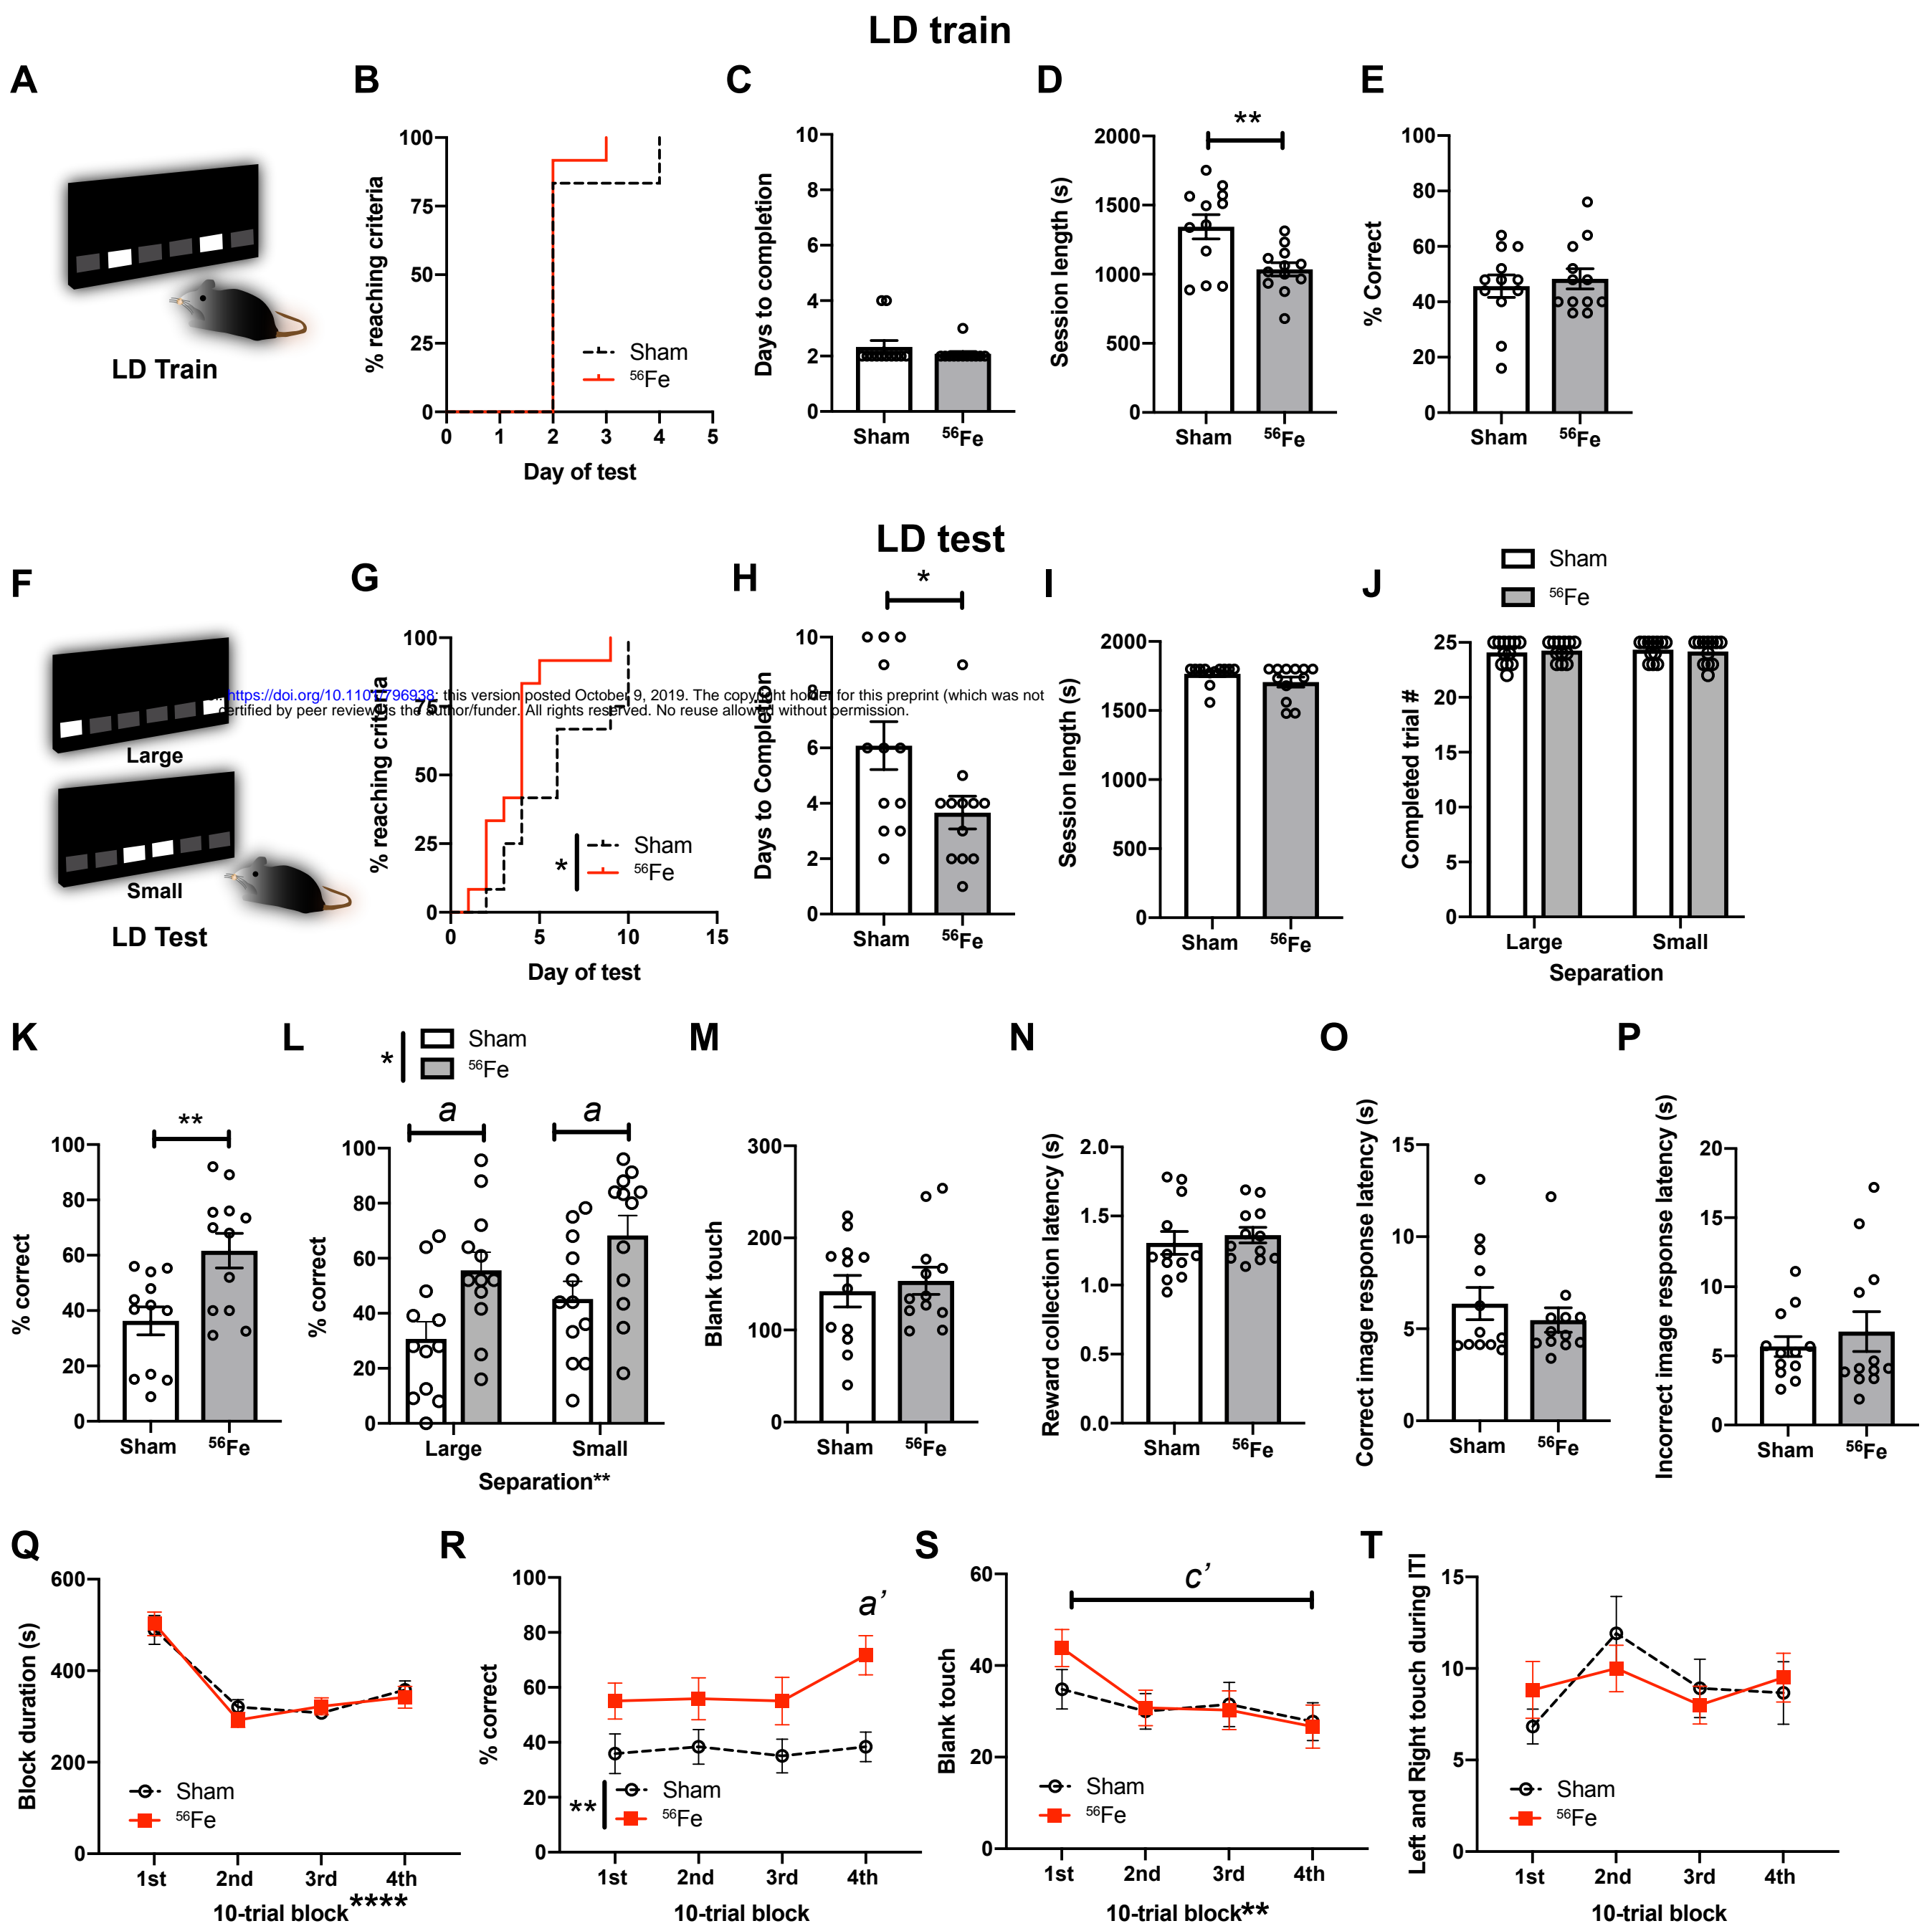 LD train
A
LD Train
B
% reaching criteria
100
75
50
25
0
0 1 2 3 4 5
Day of test
Sham
56Fe
C
Days to completion
10
8
6
4
2
0
Sham 56Fe
D
**
Session length (s)
2000
1500
1000
500
0
Sham 56Fe
E
% Correct
100
80
60
40
20
0
Sham 56Fe
LD test
F
Large
Small
LD Test
https://doi.org/10.1101/796938; this version posted October 9, 2019. The copyright holder for this preprint (which was not
certified by peer review) is the author/funder. All rights reserved. No reuse allowed without permission.
G
% reaching criteria
100
75
50
25
0
0 5 10 15
Day of test
*
Sham
56Fe
H
*
Days to Completion
10
8
6
4
2
0
Sham 56Fe
I
Session length (s)
2000
1500
1000
500
0
Sham 56Fe
J
Sham
56Fe
Completed trial #
25
20
15
10
5
0
Large Small
Separation
K
**
% correct
100
80
60
40
20
0
Sham 56Fe
L
*
Sham
56Fe
a a
% correct
100
80
60
40
20
0
Large Small
Separation**
M
Blank touch
300
200
100
0
Sham 56Fe
N
Reward collection latency (s)
2.0
1.5
1.0
0.5
0.0
Sham 56Fe
O
Correct image response latency (s)
15
10
5
0
Sham 56Fe
P
Incorrect image response latency (s)
20
15
10
5
0
Sham 56Fe
Q
Block duration (s)
600
400
200
0
Sham
56Fe
1st 2nd 3rd 4th
10-trial block****
R
% correct
100
80
60
40
20
0
a’
**
Sham
56Fe
1st 2nd 3rd 4th
10-trial block
S
Blank touch
60
40
20
0
c’
Sham
56Fe
1st 2nd 3rd 4th
10-trial block**
T
Left and Right touch during ITI
15
10
5
0
Sham
56Fe
1st 2nd 3rd 4th
10-trial block